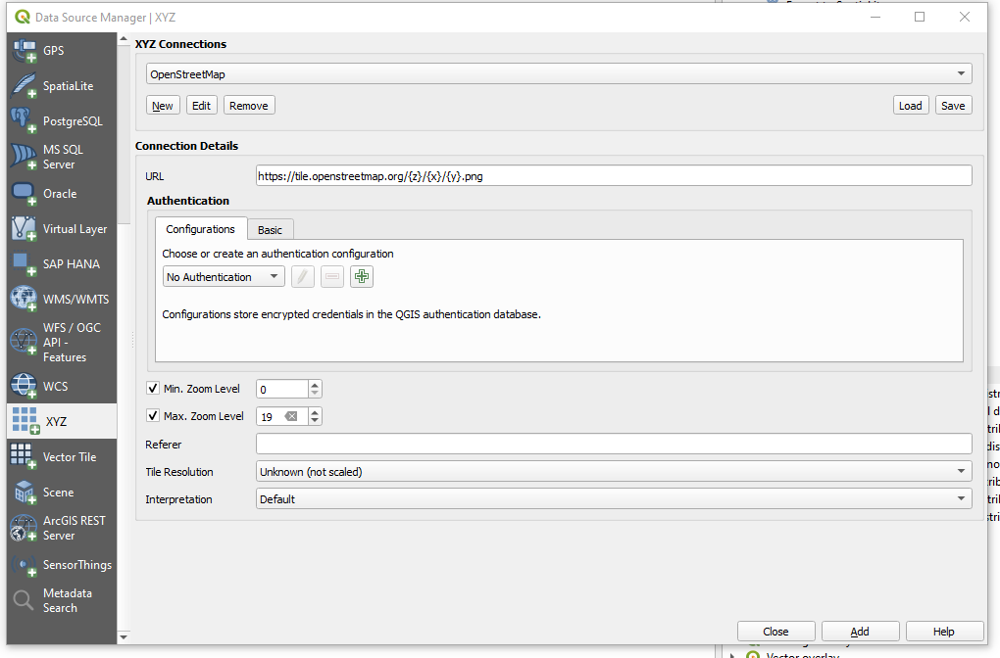 Data Source Manager | XYZ
GPS
SpatiaLite
PostgreSQL
MS SQL
Server
Oracle
Virtual Layer
SAP HANA
WMS/WMTS
WFS / OGC
API -
Features
WCS
XYZ
Vector Tile
Scene
ArcGIS REST
Server
SensorThings
Metadata
Search
XYZ Connections
OpenStreetMap
New Edit Remove Load Save
Connection Details
URL https://tile.openstreetmap.org/{z}/{x}/{y}.png
Authentication
Configurations Basic
Choose or create an authentication configuration
No Authentication
Configurations store encrypted credentials in the QGIS authentication database.
Min. Zoom Level 0
Max. Zoom Level 19
Referer
Tile Resolution Unknown (not scaled)
Interpretation Default
Close Add Help
Vector overlay